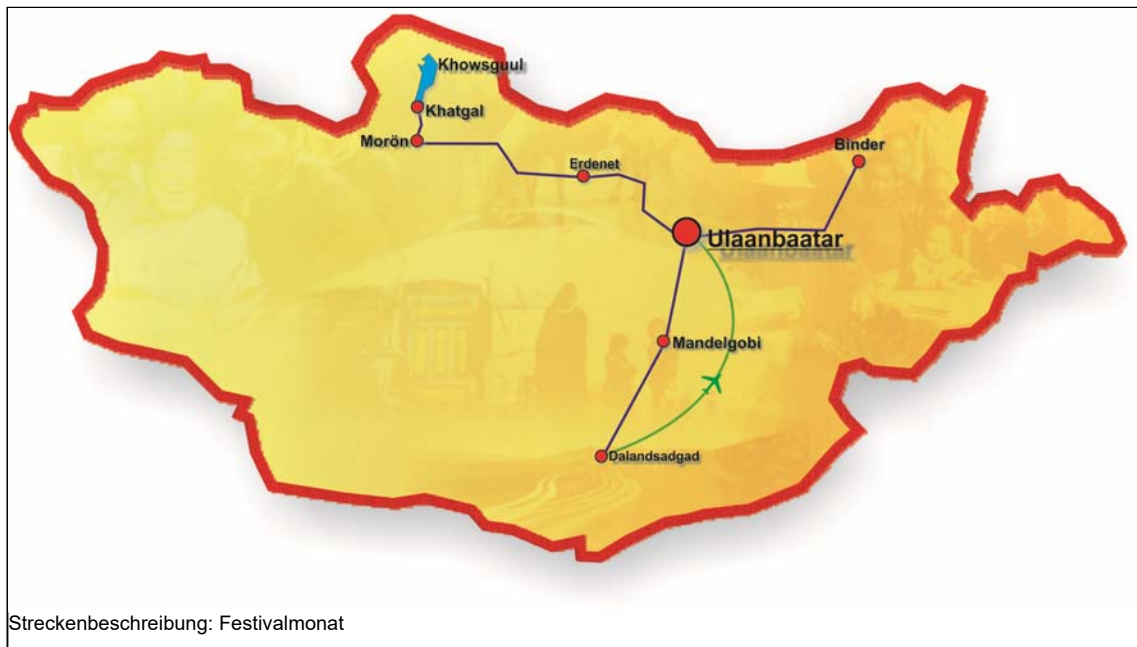 Khowsguul
Khatgal
Morön
Erdenet
Binder
Ulaanbaatar
Mandelgobi
Dalandsadgad
Streckenbeschreibung: Festivalmonat